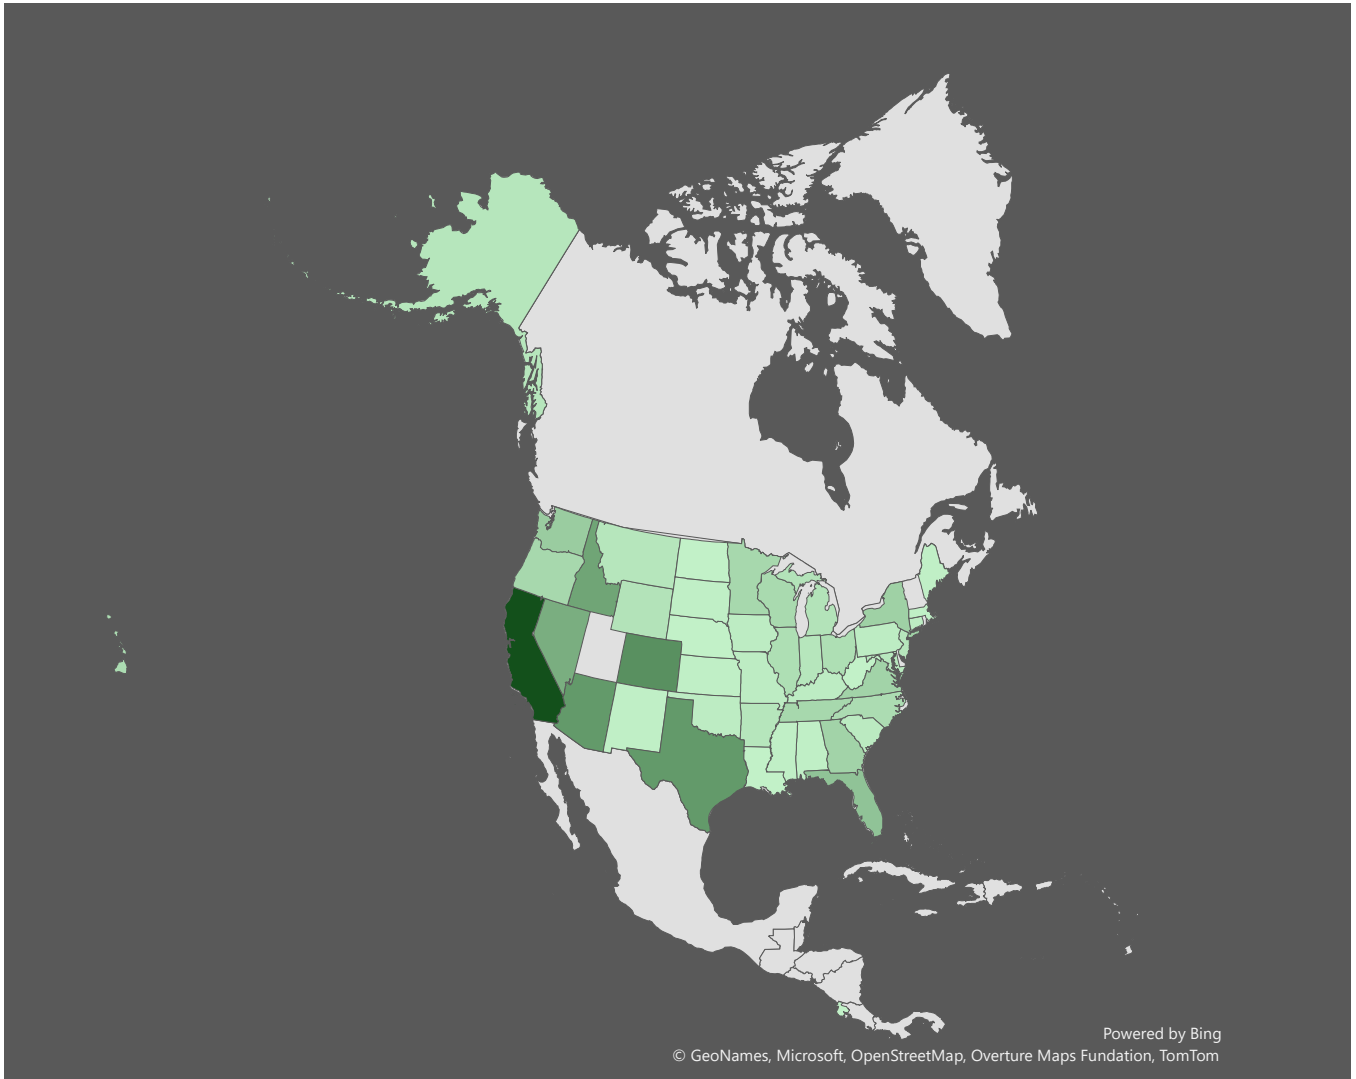 Powered by Bing
© GeoNames, Microsoft, OpenStreetMap, Overture Maps Fundation, TomTom